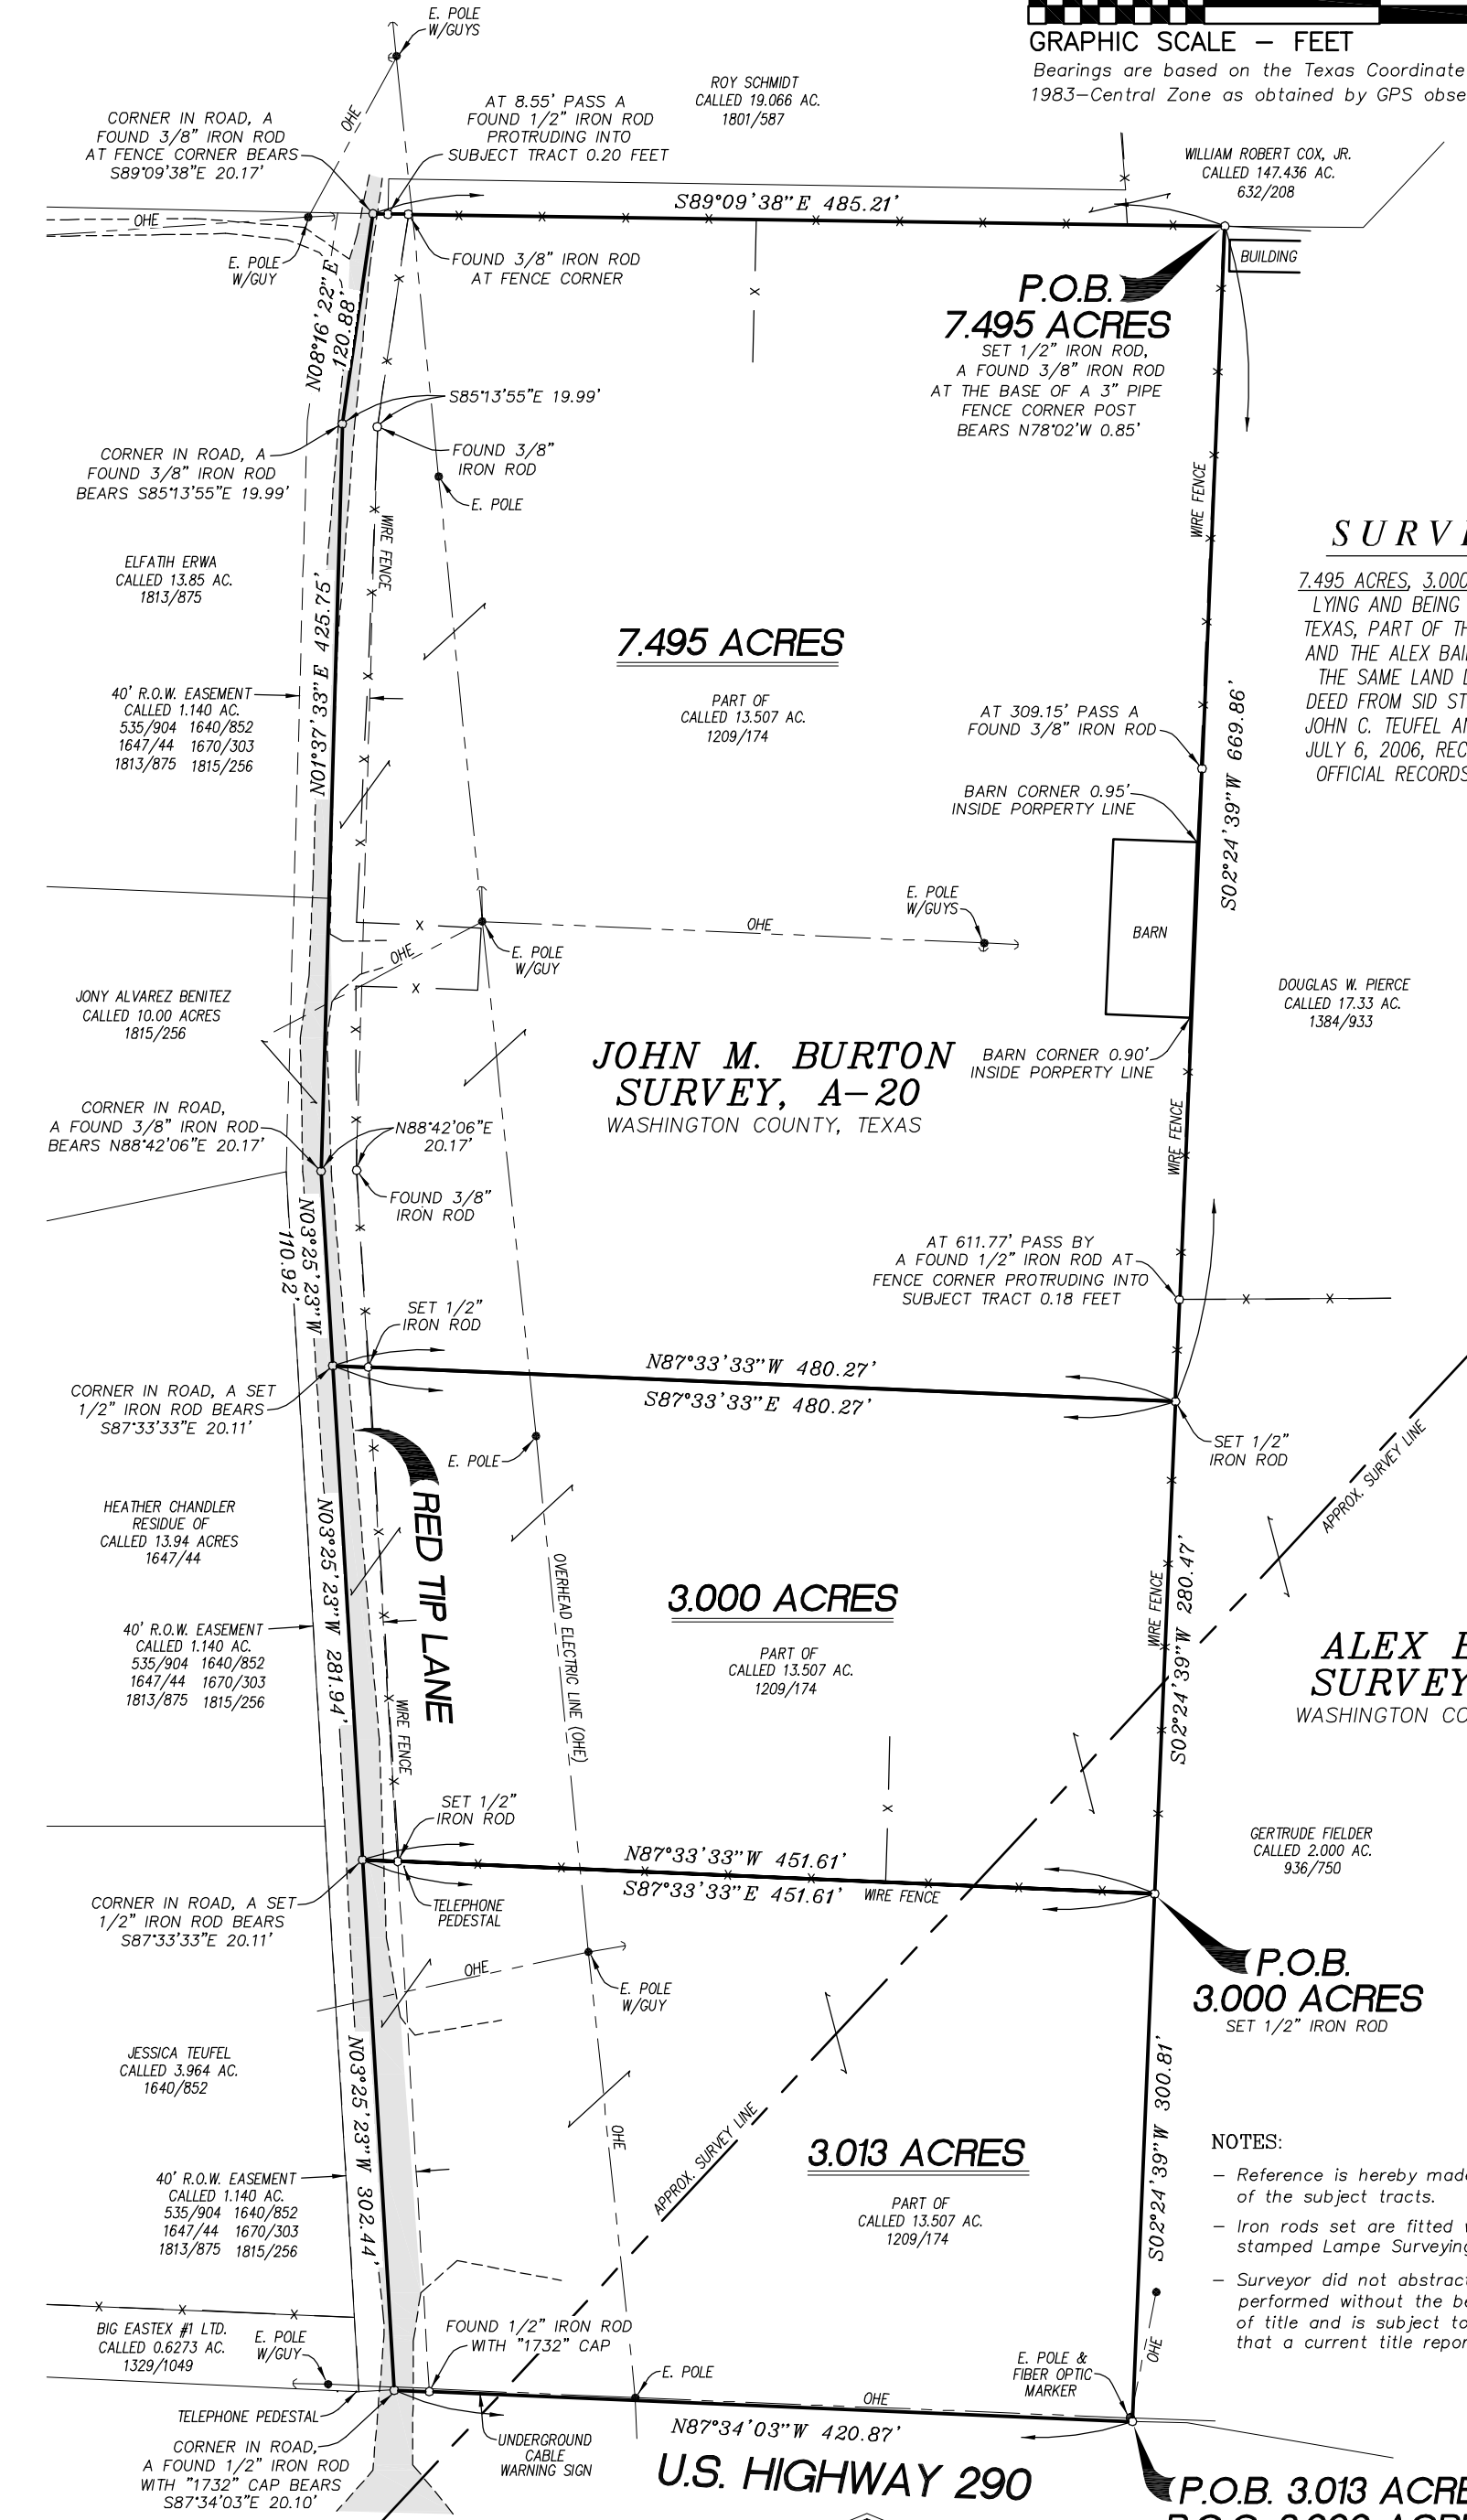 E. POLE
W/GUYS
GRAPHIC SCALE – FEET
Bearings are based on the Texas Coordinate
1983–Central Zone as obtained by GPS obse
ROY SCHMIDT
CALLED 19.066 AC.
1801/587
CORNER IN ROAD, A
FOUND 3/8" IRON ROD
AT FENCE CORNER BEARS
S89°09'38"E 20.17'
OHE
AT 8.55' PASS A
FOUND 1/2" IRON ROD
PROTRUDING INTO
SUBJECT TRACT 0.20 FEET
WILLIAM ROBERT COX, JR.
CALLED 147.436 AC.
632/208
S89°09'38"E 485.21'
OHE
E. POLE
W/GUY
FOUND 3/8" IRON ROD
AT FENCE CORNER
BUILDING
P.O.B.
7.495 ACRES
SET 1/2" IRON ROD,
A FOUND 3/8" IRON ROD
AT THE BASE OF A 3" PIPE
FENCE CORNER POST
BEARS N78°02'W 0.85'
N08°16'22"E
120.88'
S85°13'55"E 19.99'
CORNER IN ROAD, A
FOUND 3/8" IRON ROD
BEARS S85°13'55"E 19.99'
FOUND 3/8"
IRON ROD
E. POLE
WIRE FENCE
WIRE FENCE
SURVE
7.495 ACRES, 3.000
LYING AND BEING
TEXAS, PART OF TH
AND THE ALEX BAI
THE SAME LAND D
DEED FROM SID ST
JOHN C. TEUFEL AN
JULY 6, 2006, REC
OFFICIAL RECORDS
ELFATIH ERWA
CALLED 13.85 AC.
1813/875
N01°37'33"E 425.75'
7.495 ACRES
PART OF
CALLED 13.507 AC.
1209/174
40' R.O.W. EASEMENT
CALLED 1.140 AC.
535/904 1640/852
1647/44 1670/303
1813/875 1815/256
AT 309.15' PASS A
FOUND 3/8" IRON ROD
S02°24'39"W 669.86'
BARN CORNER 0.95'
INSIDE PORPERTY LINE
E. POLE
W/GUYS
OHE
BARN
E. POLE
W/GUY
OHE
JONY ALVAREZ BENITEZ
CALLED 10.00 ACRES
1815/256
DOUGLAS W. PIERCE
CALLED 17.33 AC.
1384/933
JOHN M. BURTON
SURVEY, A–20
WASHINGTON COUNTY, TEXAS
BARN CORNER 0.90'
INSIDE PORPERTY LINE
CORNER IN ROAD,
A FOUND 3/8" IRON ROD
BEARS N88°42'06"E 20.17'
N88°42'06"E
20.17'
WIRE FENCE
FOUND 3/8"
IRON ROD
N03°25'23"W
110.92'
AT 611.77' PASS BY
A FOUND 1/2" IRON ROD AT
FENCE CORNER PROTRUDING INTO
SUBJECT TRACT 0.18 FEET
SET 1/2"
IRON ROD
N87°33'33"W 480.27'
S87°33'33"E 480.27'
CORNER IN ROAD, A SET
1/2" IRON ROD BEARS
S87°33'33"E 20.11'
SET 1/2"
IRON ROD
E. POLE
APPROX. SURVEY LINE
HEATHER CHANDLER
RESIDUE OF
CALLED 13.94 ACRES
1647/44
N03°25'23"W 281.94'
RED TIP LANE
OVERHEAD ELECTRIC LINE (OHE)
3.000 ACRES
PART OF
CALLED 13.507 AC.
1209/174
WIRE FENCE
S02°24'39"W 280.47'
40' R.O.W. EASEMENT
CALLED 1.140 AC.
535/904 1640/852
1647/44 1670/303
1813/875 1815/256
ALEX B
SURVEY
WASHINGTON CO
WIRE FENCE
SET 1/2"
IRON ROD
N87°33'33"W 451.61'
S87°33'33"E 451.61'
WIRE FENCE
GERTRUDE FIELDER
CALLED 2.000 AC.
936/750
CORNER IN ROAD, A SET
1/2" IRON ROD BEARS
S87°33'33"E 20.11'
TELEPHONE
PEDESTAL
OHE
E. POLE
W/GUY
P.O.B.
3.000 ACRES
SET 1/2" IRON ROD
JESSICA TEUFEL
CALLED 3.964 AC.
1640/852
N03°25'23"W 302.44'
OHE
APPROX. SURVEY LINE
3.013 ACRES
PART OF
CALLED 13.507 AC.
1209/174
S02°24'39"W 300.81'
NOTES:
– Reference is hereby made
of the subject tracts.
– Iron rods set are fitted w
stamped Lampe Surveying
– Surveyor did not abstract
performed without the be
of title and is subject to
that a current title repor
40' R.O.W. EASEMENT
CALLED 1.140 AC.
535/904 1640/852
1647/44 1670/303
1813/875 1815/256
BIG EASTEX #1 LTD.
CALLED 0.6273 AC.
1329/1049
E. POLE
W/GUY
FOUND 1/2" IRON ROD
WITH "1732" CAP
E. POLE
OHE
E. POLE &
FIBER OPTIC
MARKER
OHE
TELEPHONE PEDESTAL
CORNER IN ROAD,
A FOUND 1/2" IRON ROD
WITH "1732" CAP BEARS
S87°34'03"E 20.10'
UNDERGROUND
CABLE
WARNING SIGN
N87°34'03"W 420.87'
U.S. HIGHWAY 290
P.O.B. 3.013 ACRE